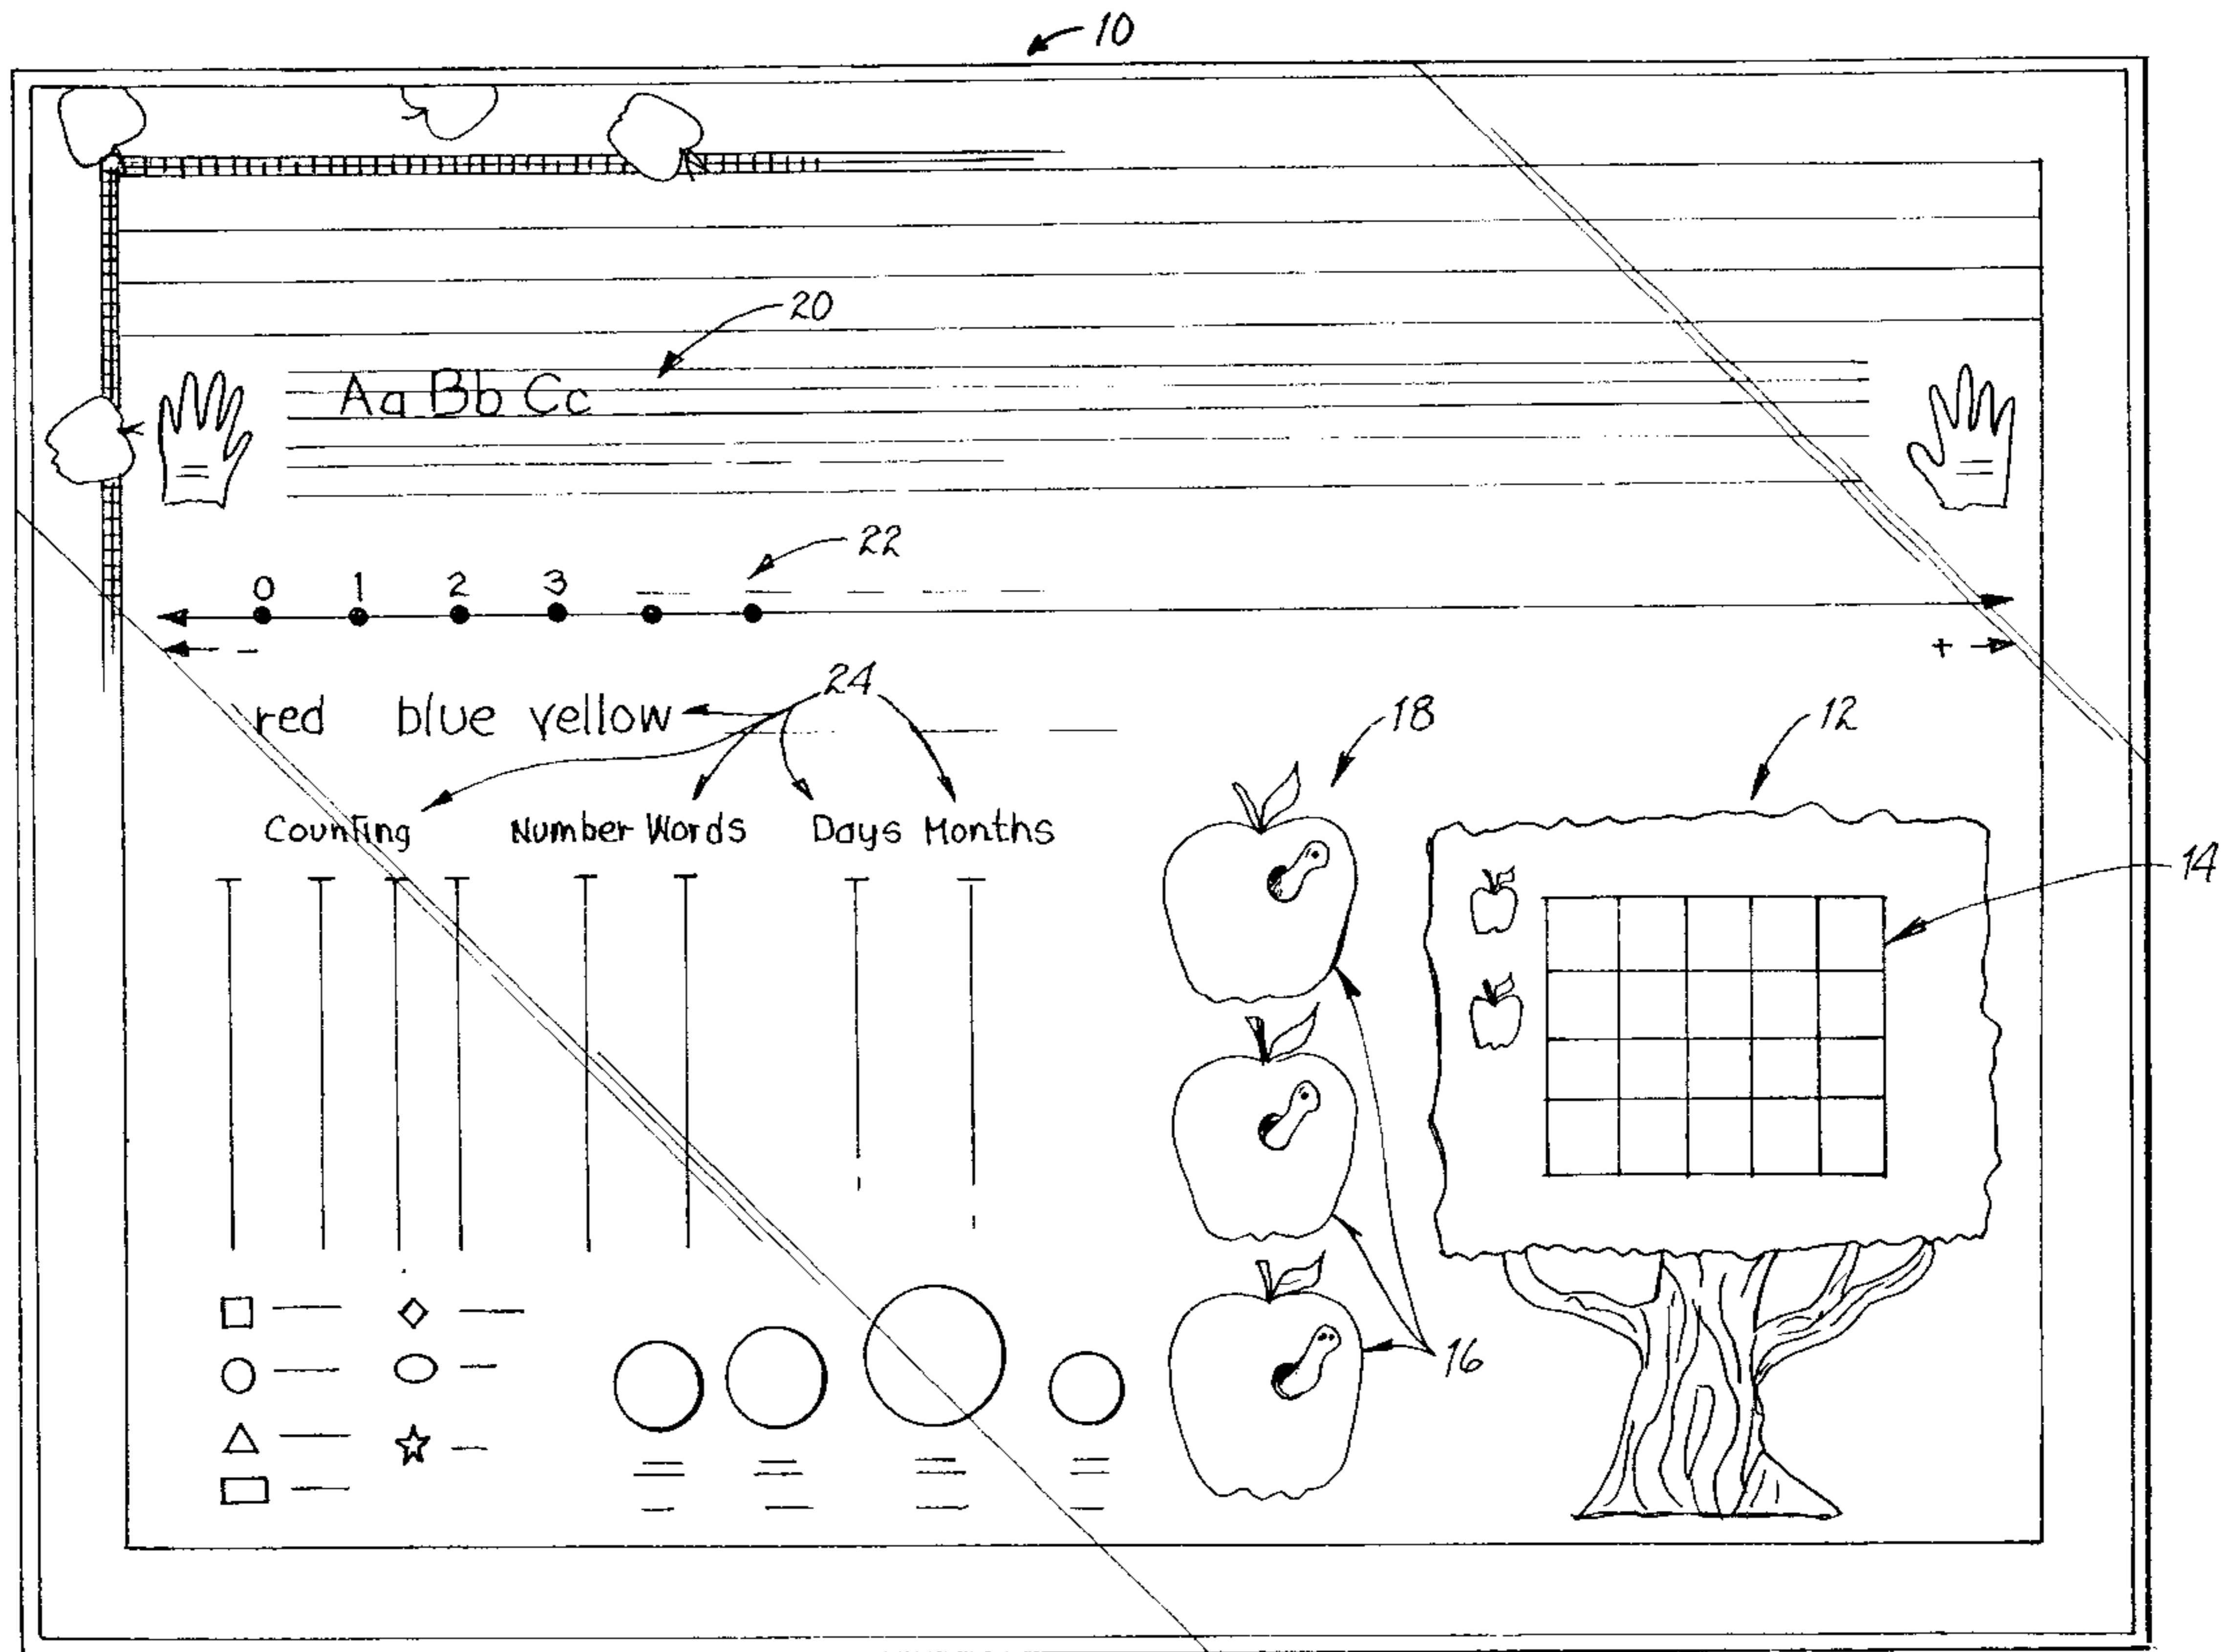 10
20
Aa Bb Cc
22
0 1 2 3
- +
24
red blue yellow
18
12
Counting Number Words Days Months
14
16